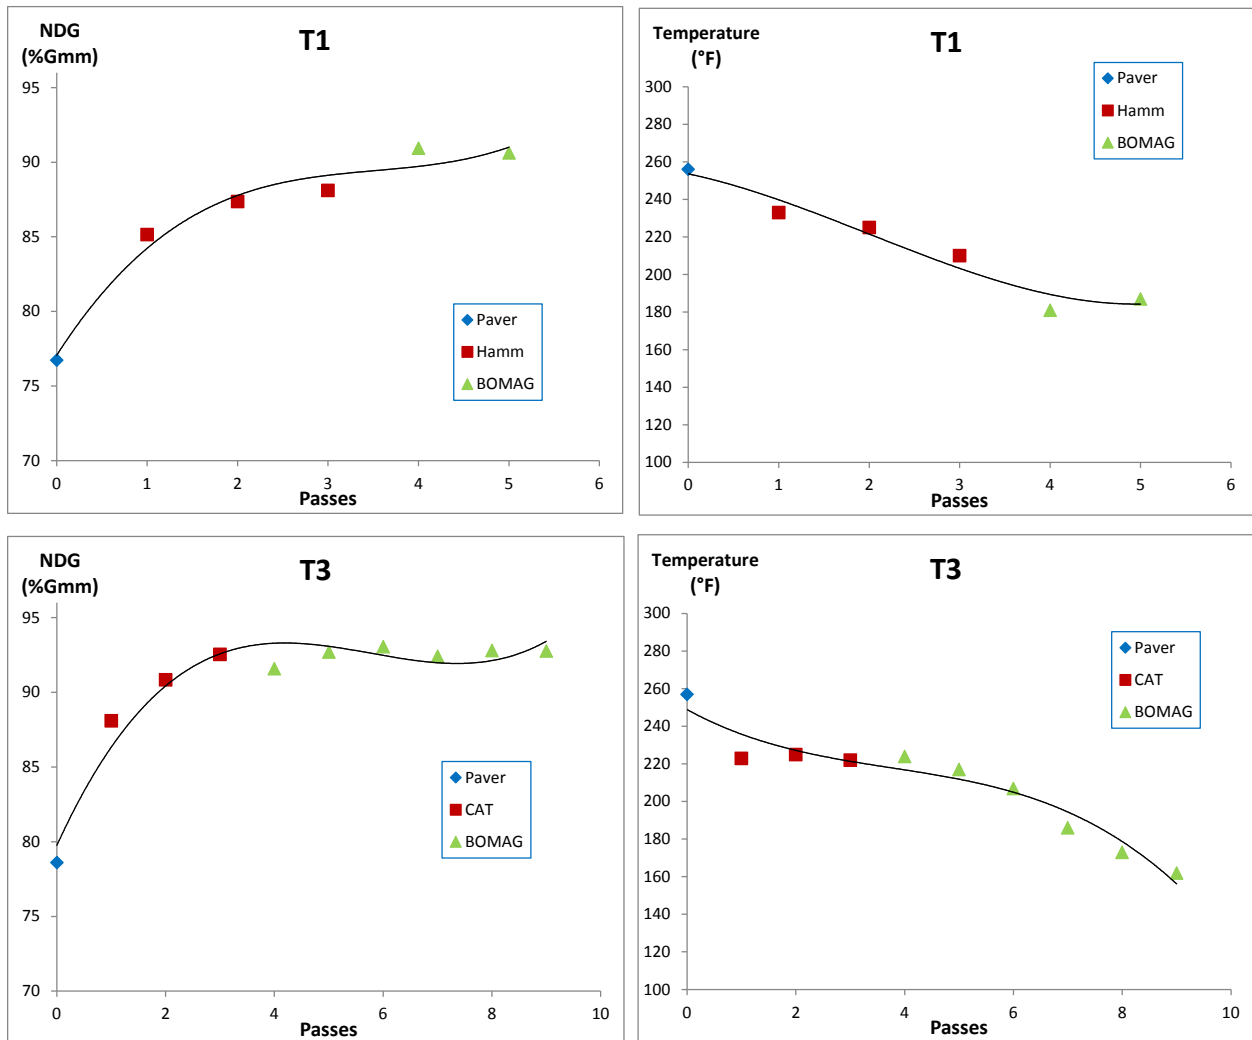 NDG
(%Gmm)
T1
95
90
85
80
75
70
0 1 2 3 4 5 6
Passes
Paver
Hamm
BOMAG
Temperature
(°F)
T1
300
280
260
240
220
200
180
160
140
120
100
0 1 2 3 4 5 6
Passes
Paver
Hamm
BOMAG
NDG
(%Gmm)
T3
95
90
85
80
75
70
0 2 4 6 8 10
Passes
Paver
CAT
BOMAG
Temperature
(°F)
T3
300
280
260
240
220
200
180
160
140
120
100
0 2 4 6 8 10
Passes
Paver
CAT
BOMAG